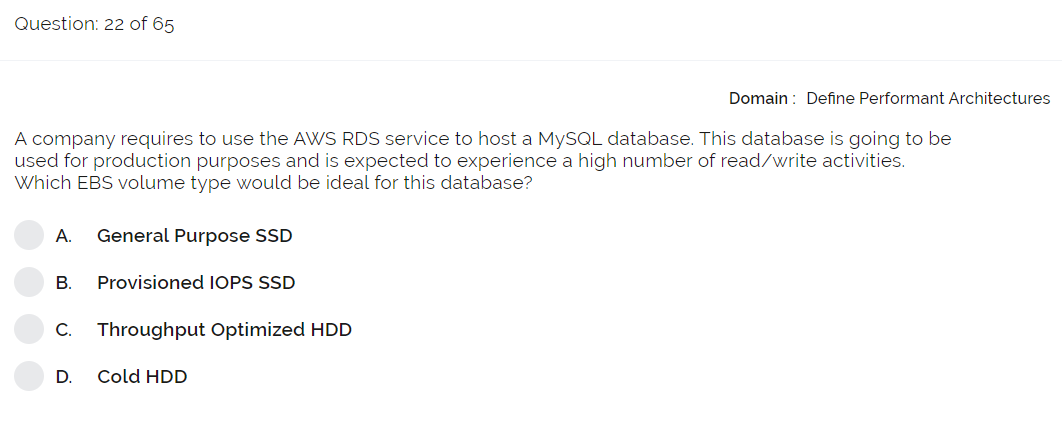 Question: 22 of 65
Domain : Define Performant Architectures
A company requires to use the AWS RDS service to host a MySQL database. This database is going to be
used for production purposes and is expected to experience a high number of read/write activities.
Which EBS volume type would be ideal for this database?
A. General Purpose SSD
B. Provisioned IOPS SSD
C. Throughput Optimized HDD
D. Cold HDD